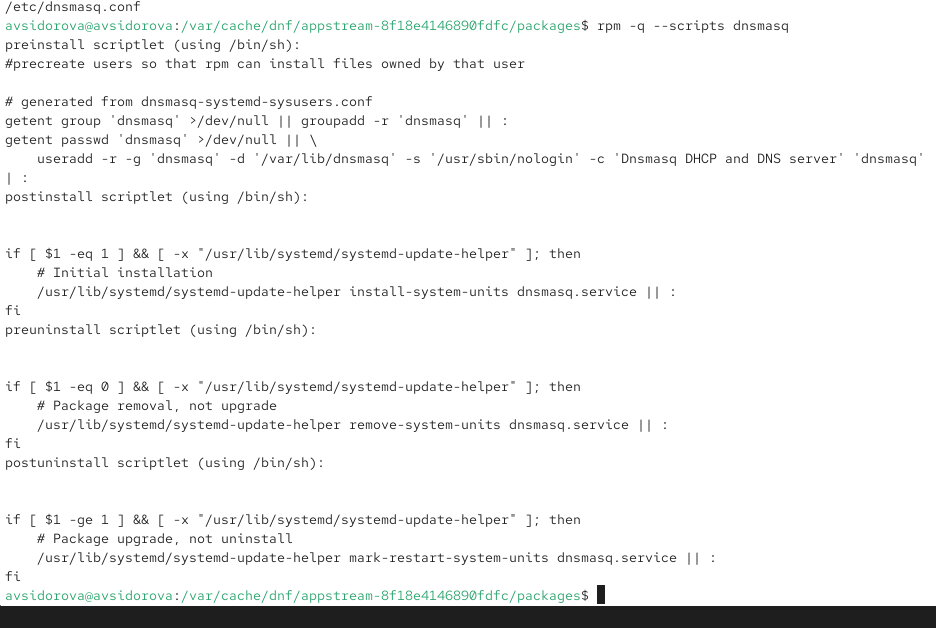 /etc/dnsmasq.conf
avsidorova@avsidorova:/var/cache/dnf/appstream-8f18e4146890fdfc/packages$ rpm -q --scripts dnsmasq
preinstall scriptlet (using /bin/sh):
#precreate users so that rpm can install files owned by that user
# generated from dnsmasq-systemd-sysusers.conf
getent group 'dnsmasq' >/dev/null || groupadd -r 'dnsmasq' || :
getent passwd 'dnsmasq' >/dev/null || \
    useradd -r -g 'dnsmasq' -d '/var/lib/dnsmasq' -s '/usr/sbin/nologin' -c 'Dnsmasq DHCP and DNS server' 'dnsmasq'
| :
postinstall scriptlet (using /bin/sh):
if [ $1 -eq 1 ] && [ -x "/usr/lib/systemd/systemd-update-helper" ]; then
    # Initial installation
    /usr/lib/systemd/systemd-update-helper install-system-units dnsmasq.service || :
fi
preuninstall scriptlet (using /bin/sh):
if [ $1 -eq 0 ] && [ -x "/usr/lib/systemd/systemd-update-helper" ]; then
    # Package removal, not upgrade
    /usr/lib/systemd/systemd-update-helper remove-system-units dnsmasq.service || :
fi
postuninstall scriptlet (using /bin/sh):
if [ $1 -ge 1 ] && [ -x "/usr/lib/systemd/systemd-update-helper" ]; then
    # Package upgrade, not uninstall
    /usr/lib/systemd/systemd-update-helper mark-restart-system-units dnsmasq.service || :
fi
avsidorova@avsidorova:/var/cache/dnf/appstream-8f18e4146890fdfc/packages$